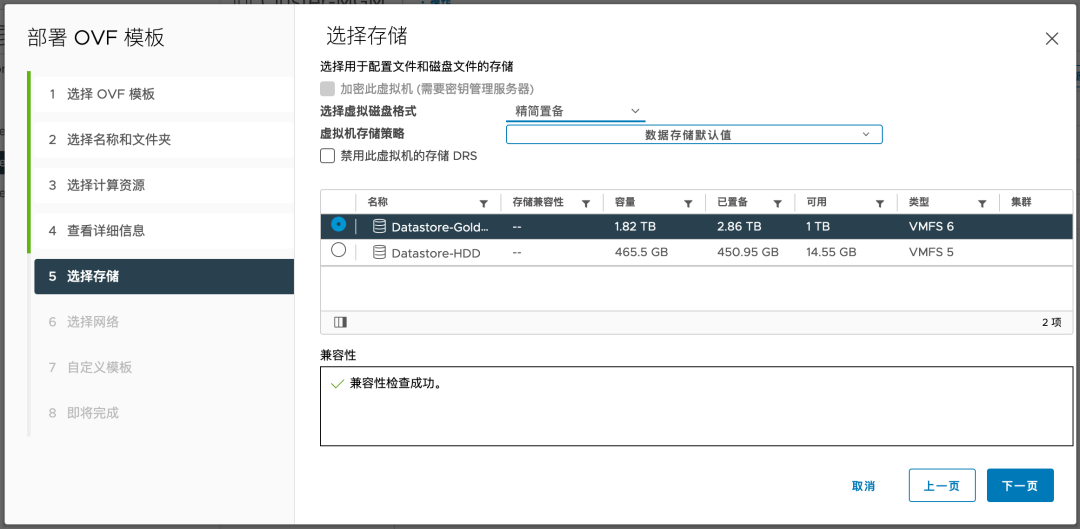 部署 OVF 模板
1 选择 OVF 模板
2 选择名称和文件夹
3 选择计算资源
4 查看详细信息
5 选择存储
6 选择网络
7 自定义模板
8 即将完成
选择存储
选择用于配置文件和磁盘文件的存储
加密此虚拟机 (需要密钥管理服务器)
选择虚拟磁盘格式 精简置备
虚拟机存储策略 数据存储默认值
禁用此虚拟机的存储 DRS
名称 存储兼容性 容量 已置备 可用 类型 集群
Datastore-Gold... -- 1.82 TB 2.86 TB 1 TB VMFS 6
Datastore-HDD -- 465.5 GB 450.95 GB 14.55 GB VMFS 5
2 项
兼容性
兼容性检查成功。
取消 上一页 下一页